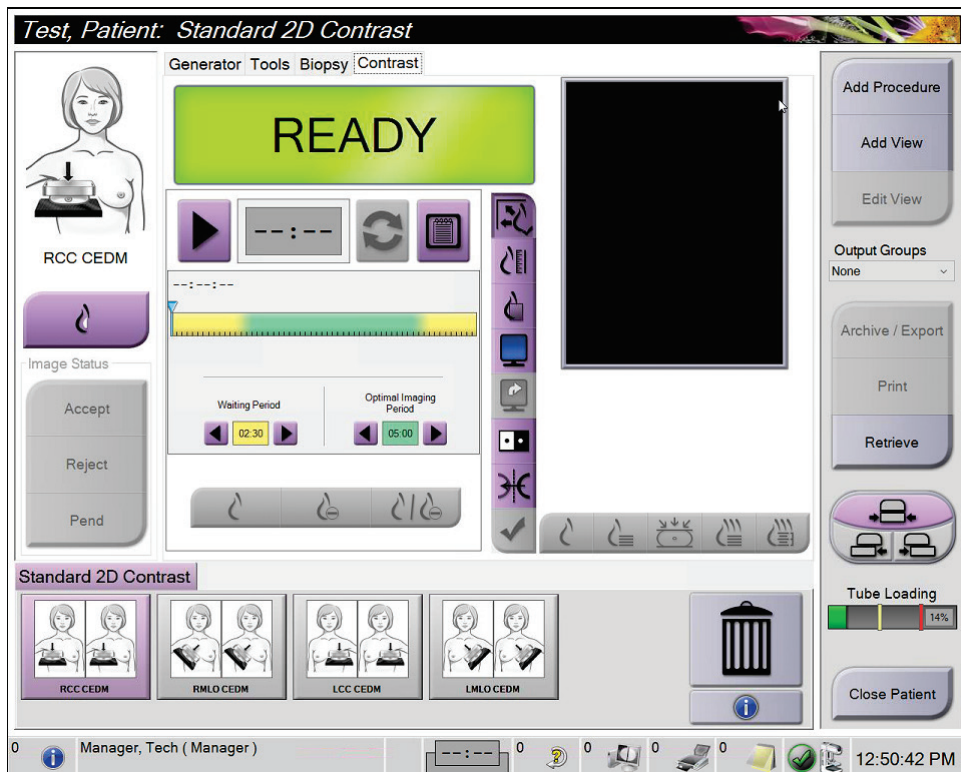 Test, Patient: Standard 2D Contrast
Generator Tools Biopsy Contrast
READY
RCC CEDM
--:--
--:--:--
Waiting Period
02:30
Optimal Imaging
Period
05:00
Image Status
Accept
Reject
Pend
Add Procedure
Add View
Edit View
Output Groups
None
Archive / Export
Print
Retrieve
Tube Loading
14%
Close Patient
Standard 2D Contrast
RCC CEDM
RMLO CEDM
LCC CEDM
LMLO CEDM
0
Manager, Tech ( Manager )
--:--
0
0
0
0
12:50:42 PM